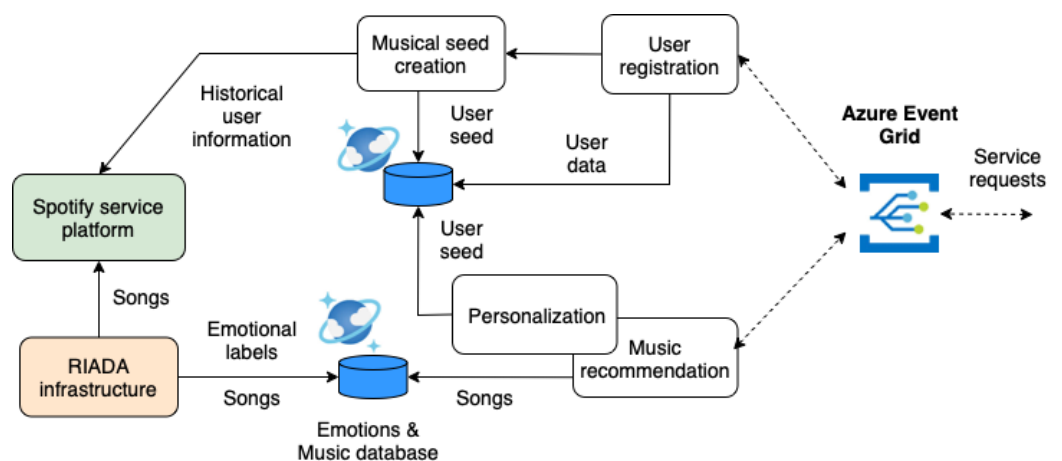 Musical seed
creation
User
registration
Historical
user
information
User
seed
User
data
Azure Event
Grid
Service
requests
Spotify service
platform
User
seed
Songs
Personalization
Music
recommendation
Emotional
labels
RIADA
infrastructure
Songs
Songs
Emotions &
Music database